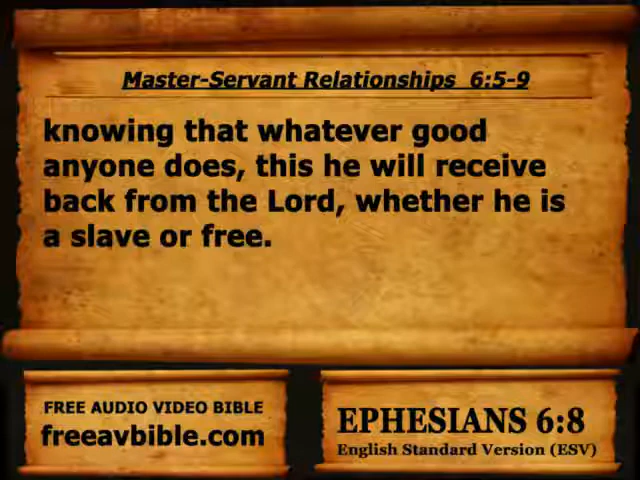 Master-Servant Relationships 6:5-9
knowing that whatever good
anyone does, this he will receive
back from the Lord, whether he is
a slave or free.
FREE AUDIO VIDEO BIBLE
freeavbible.com
EPHESIANS 6:8
English Standard Version (ESV)